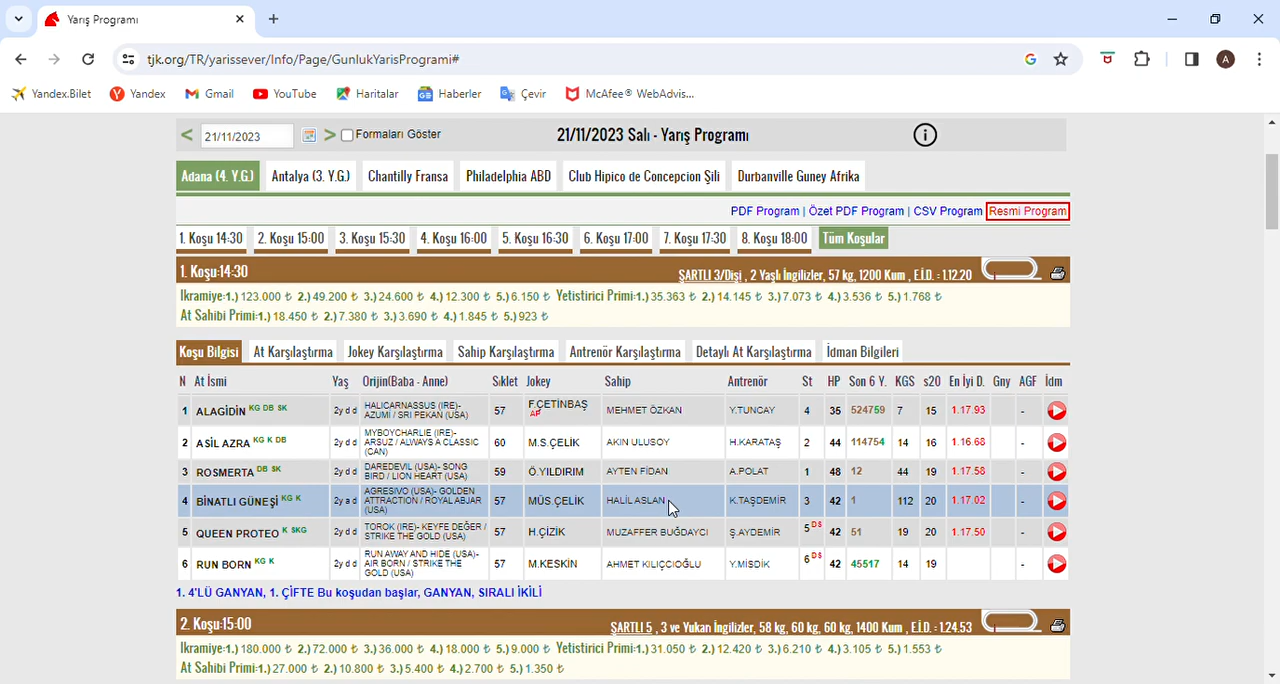 Yarış Programı
tjk.org/TR/yarissever/Info/Page/GunlukYarisProgrami#
A
Yandex.Bilet Yandex Gmail YouTube Haritalar Haberler Çevir McAfee® WebAdvis...
< 21/11/2023 > Formaları Göster 21/11/2023 Salı - Yarış Programı
Adana (4. Y.G.) Antalya (3. Y.G.) Chantilly Fransa Philadelphia ABD Club Hipico de Concepcion Şili Durbanville Guney Afrika
PDF Program | Özet PDF Program | CSV Program Resmi Program
1. Koşu 14:30 2. Koşu 15:00 3. Koşu 15:30 4. Koşu 16:00 5. Koşu 16:30 6. Koşu 17:00 7. Koşu 17:30 8. Koşu 18:00 Tüm Koşular
1. Koşu:14:30 ŞARTLI 3/Dişi , 2 Yaşlı İngilizler, 57 kg, 1200 Kum , E.İ.D. : 1.12.20
İkramiye:1.) 123.000 ₺ 2.) 49.200 ₺ 3.) 24.600 ₺ 4.) 12.300 ₺ 5.) 6.150 ₺ Yetistirici Primi:1.) 35.363 ₺ 2.) 14.145 ₺ 3.) 7.073 ₺ 4.) 3.536 ₺ 5.) 1.768 ₺
At Sahibi Primi:1.) 18.450 ₺ 2.) 7.380 ₺ 3.) 3.690 ₺ 4.) 1.845 ₺ 5.) 923 ₺
Koşu Bilgisi At Karşılaştırma Jokey Karşılaştırma Sahip Karşılaştırma Antrenör Karşılaştırma Detaylı At Karşılaştırma İdman Bilgileri
N At İsmi Yaş Orijin(Baba - Anne) Sıklet Jokey Sahip Antrenör St HP Son 6 Y. KGS s20 En İyi D. Gny AGF İdm
1 ALAGİDİN KG DB SK 2y d d HALICARNASSUS (IRE)- AZUMİ / SRI PEKAN (USA) 57 F.ÇETİNBAŞ AP MEHMET ÖZKAN Y.TUNCAY 4 35 524759 7 15 1.17.93 -
2 ASİL AZRA KG K DB 2y d d MYBOYCHARLIE (IRE)- ARSUZ / ALWAYS A CLASSIC (CAN) 60 M.S.ÇELİK AKIN ULUSOY H.KARATAŞ 2 44 114754 14 16 1.16.68 -
3 ROSMERTA DB SK 2y d d DAREDEVIL (USA)- SONG BIRD / LION HEART (USA) 59 Ö.YILDIRIM AYTEN FİDAN A.POLAT 1 48 12 44 19 1.17.58 -
4 BİNATLI GÜNEŞİ KG K 2y a d AGRESIVO (USA)- GOLDEN ATTRACTION / ROYAL ABJAR (USA) 57 MÜS.ÇELİK HALİL ASLAN K.TAŞDEMİR 3 42 1 112 20 1.17.02 -
5 QUEEN PROTEO K SKG 2y d d TOROK (IRE)- KEYFE DEĞER / STRIKE THE GOLD (USA) 57 H.ÇİZİK MUZAFFER BUĞDAYCI Ş.AYDEMİR 5 DS 42 51 19 20 1.17.50 -
6 RUN BORN KG K 2y d d RUN AWAY AND HIDE (USA)- AIR BORN / STRIKE THE GOLD (USA) 57 M.KESKİN AHMET KILIÇCIOĞLU Y.MİSDİK 6 DS 42 45517 14 19 -
1. 4'LÜ GANYAN, 1. ÇİFTE Bu koşudan başlar, GANYAN, SIRALI İKİLİ
2. Koşu:15:00 ŞARTLI 5 , 3 ve Yukarı İngilizler, 58 kg, 60 kg, 60 kg, 1400 Kum , E.İ.D. : 1.24.53
İkramiye:1.) 180.000 ₺ 2.) 72.000 ₺ 3.) 36.000 ₺ 4.) 18.000 ₺ 5.) 9.000 ₺ Yetistirici Primi:1.) 31.050 ₺ 2.) 12.420 ₺ 3.) 6.210 ₺ 4.) 3.105 ₺ 5.) 1.553 ₺
At Sahibi Primi:1.) 27.000 ₺ 2.) 10.800 ₺ 3.) 5.400 ₺ 4.) 2.700 ₺ 5.) 1.350 ₺